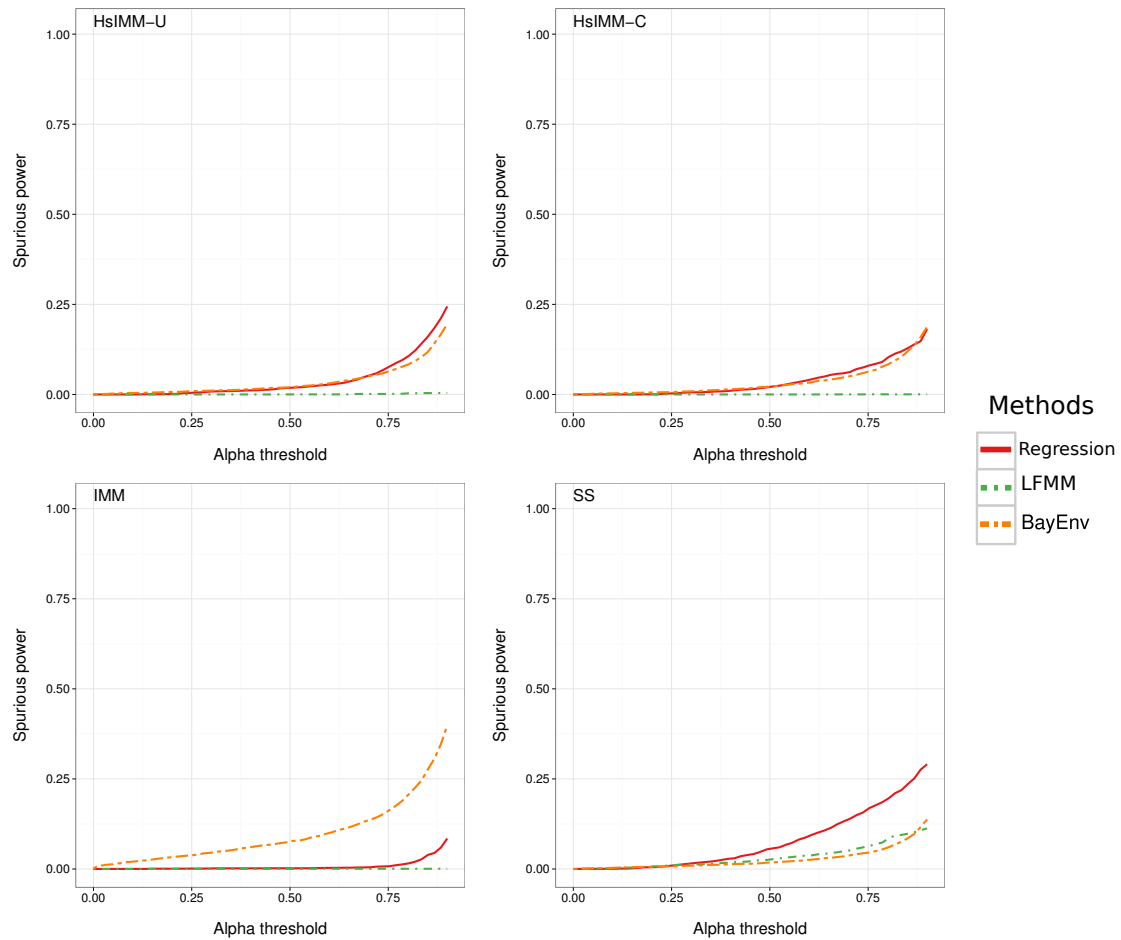 HsIMM−U
1.00
0.75
0.50
0.25
0.00
Spurious power
0.00 0.25 0.50 0.75
Alpha threshold
HsIMM−C
1.00
0.75
0.50
0.25
0.00
Spurious power
0.00 0.25 0.50 0.75
Alpha threshold
IMM
1.00
0.75
0.50
0.25
0.00
Spurious power
0.00 0.25 0.50 0.75
Alpha threshold
SS
1.00
0.75
0.50
0.25
0.00
Spurious power
0.00 0.25 0.50 0.75
Alpha threshold
Methods
Regression
LFMM
BayEnv